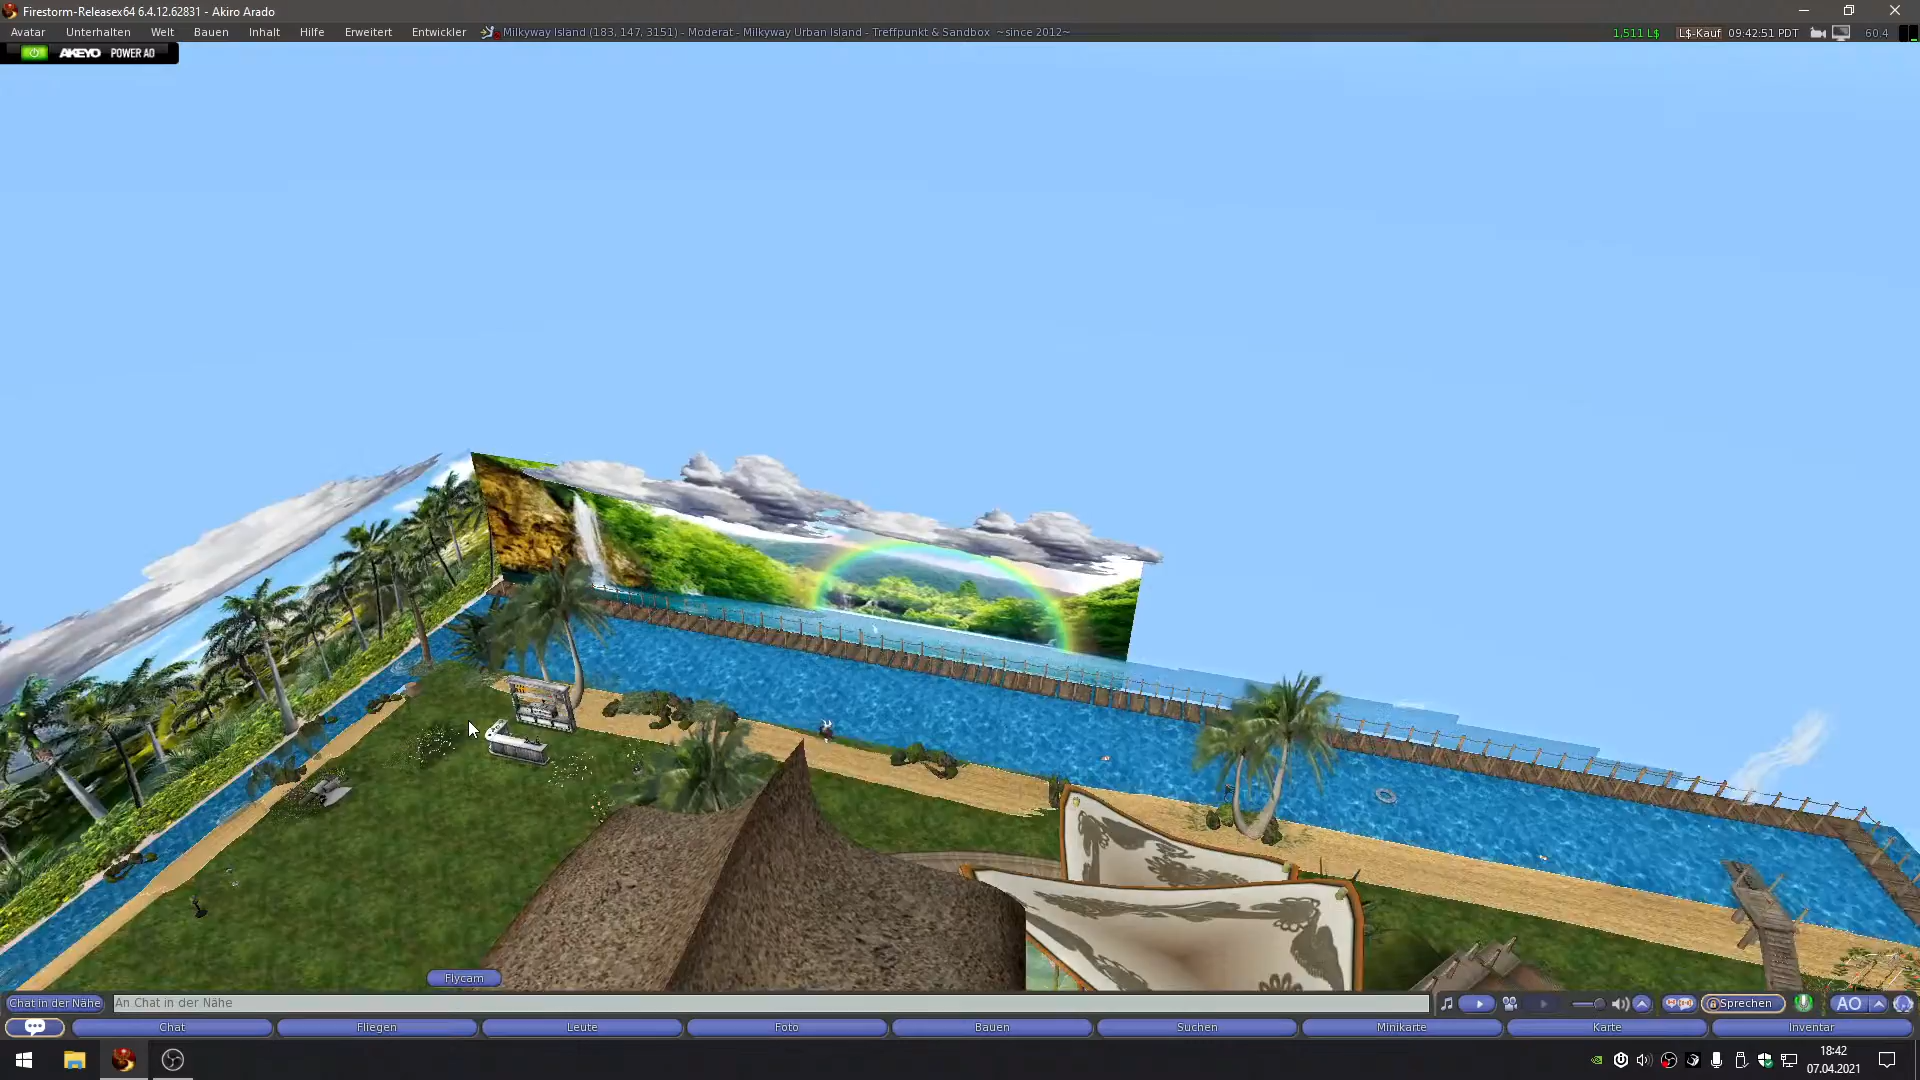 Firestorm-Releasex64 6.4.12.62831 - Akiro Arado
Avatar Unterhalten Welt Bauen Inhalt Hilfe Erweitert Entwickler Milkyway Island (183, 147, 3151) - Moderat - Milkyway Urban Island - Treffpunkt & Sandbox ~since 2012~ 1,511 L$ L$-Kauf 09:42:51 PDT 60.4
AKEYO POWER AO
Flycam
Chat in der Nähe An Chat in der Nähe Sprechen AO
Chat Fliegen Leute Foto Bauen Suchen Minikarte Karte Inventar
18:42
07.04.2021